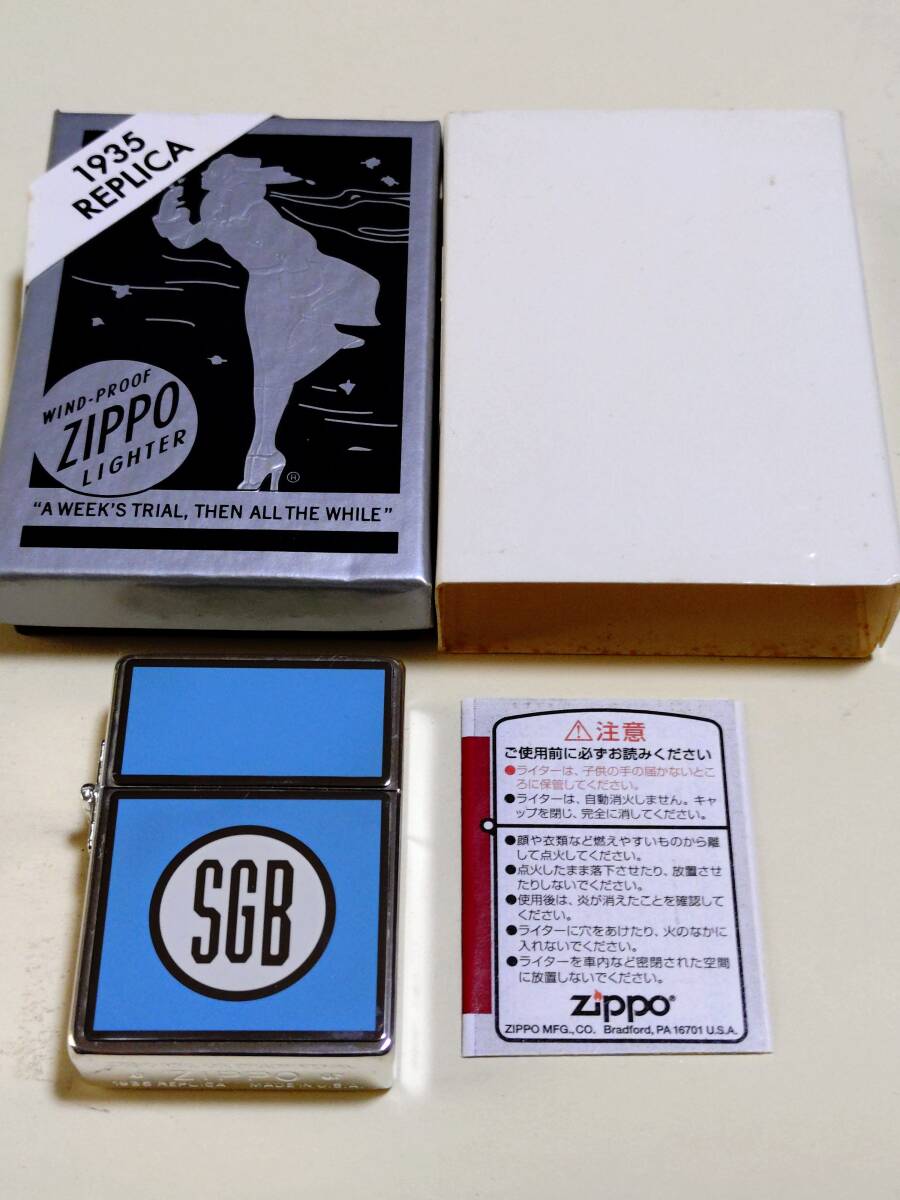 1935
REPLICA
WIND-PROOF
ZIPPO
LIGHTER
"A WEEK'S TRIAL, THEN ALL THE WHILE"
SGB
ZIPPO
1935 REPLICA MADE IN U.S.A.
⚠注意
ご使用前に必ずお読みください
●ライターは、子供の手の届かないとこ
ろに保管してください。
●ライターは、自動消火しません。キャ
ップを閉じ、完全に消してください。
●顔や衣類など燃えやすいものから離
して点火してください。
●点火したまま落下させたり、放置させ
たりしないでください。
●使用後は、炎が消えたことを確認して
ください。
●ライターに穴をあけたり、火のなかに
入れないでください。
●ライターを車内など密閉された空間
に放置しないでください。
Zippo®
ZIPPO MFG., CO. Bradford, PA 16701 U.S.A.